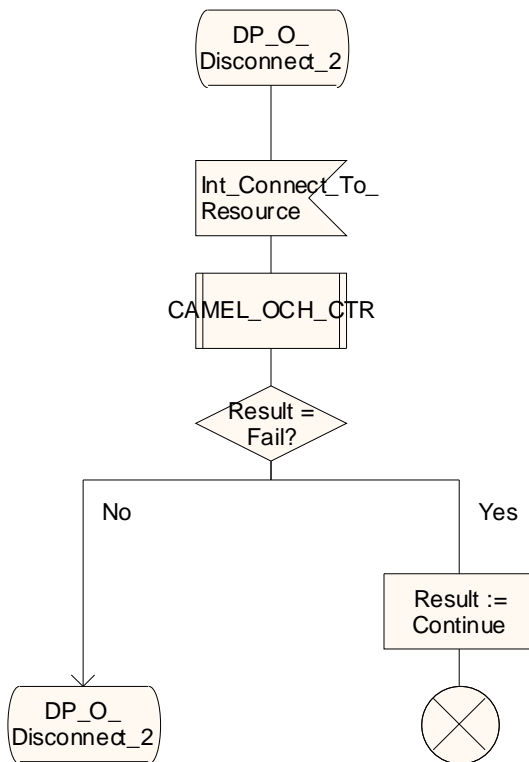 DP_O_
Disconnect_2
Int_Connect_To_
Resource
CAMEL_OCH_CTR
Result =
Fail?
No
Yes
Result :=
Continue
DP_O_
Disconnect_2